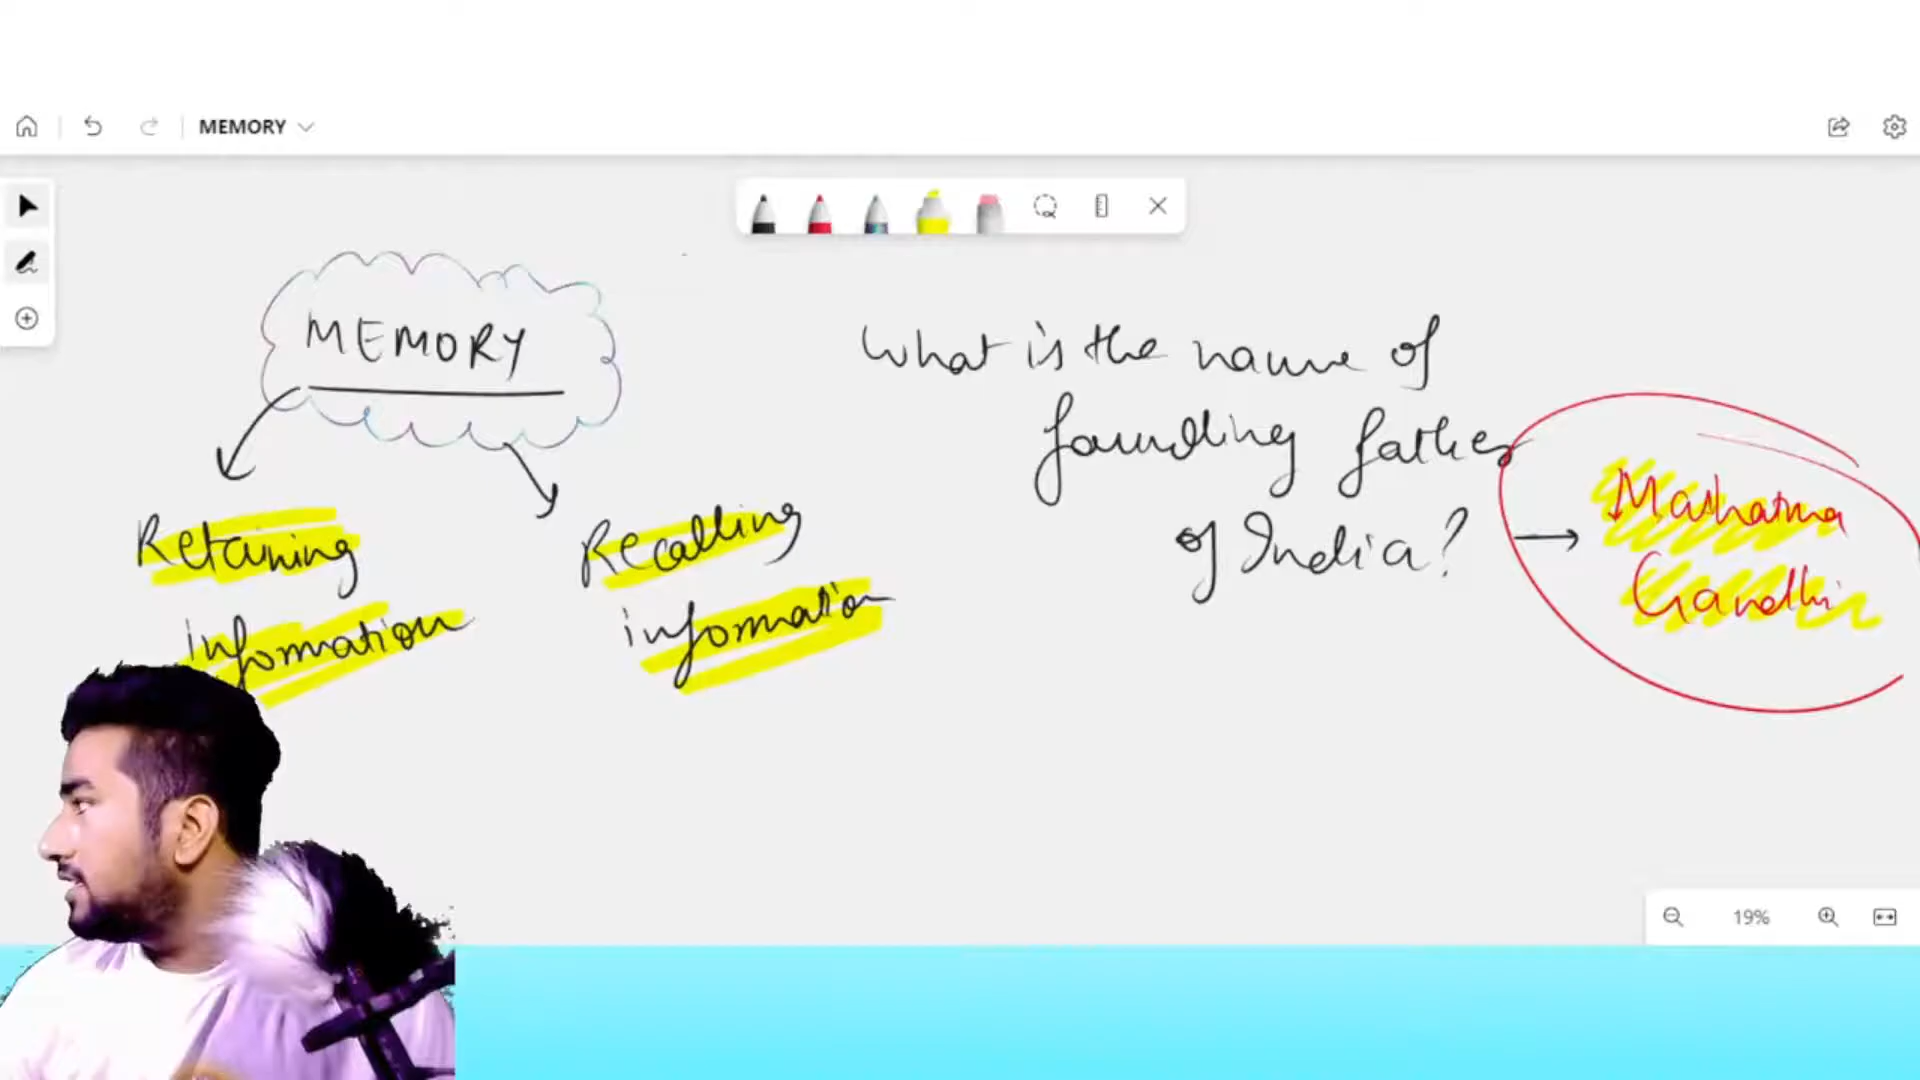 MEMORY
MEMORY
Retaining
information
Recalling
information
What is the name of
founding father
of India?
Mahatma
Gandhi
19%